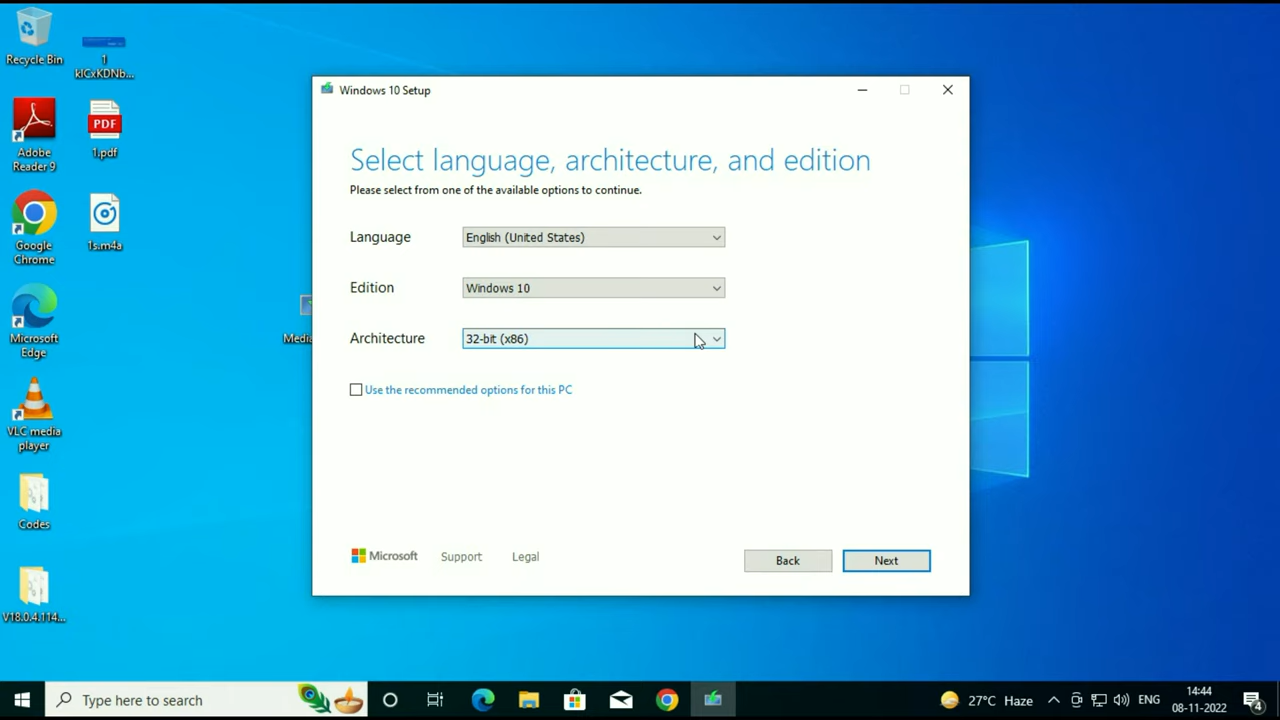 Recycle Bin
1
klCxKDNb...
Adobe
Reader 9
PDF
1.pdf
Google
Chrome
1s.m4a
Microsoft
Edge
Media
VLC media
player
Codes
V18.0.4.114...
Windows 10 Setup
Select language, architecture, and edition
Please select from one of the available options to continue.
Language
English (United States)
Edition
Windows 10
Architecture
32-bit (x86)
Use the recommended options for this PC
Microsoft
Support
Legal
Back
Next
Type here to search
27°C Haze
ENG
14:44
08-11-2022
4